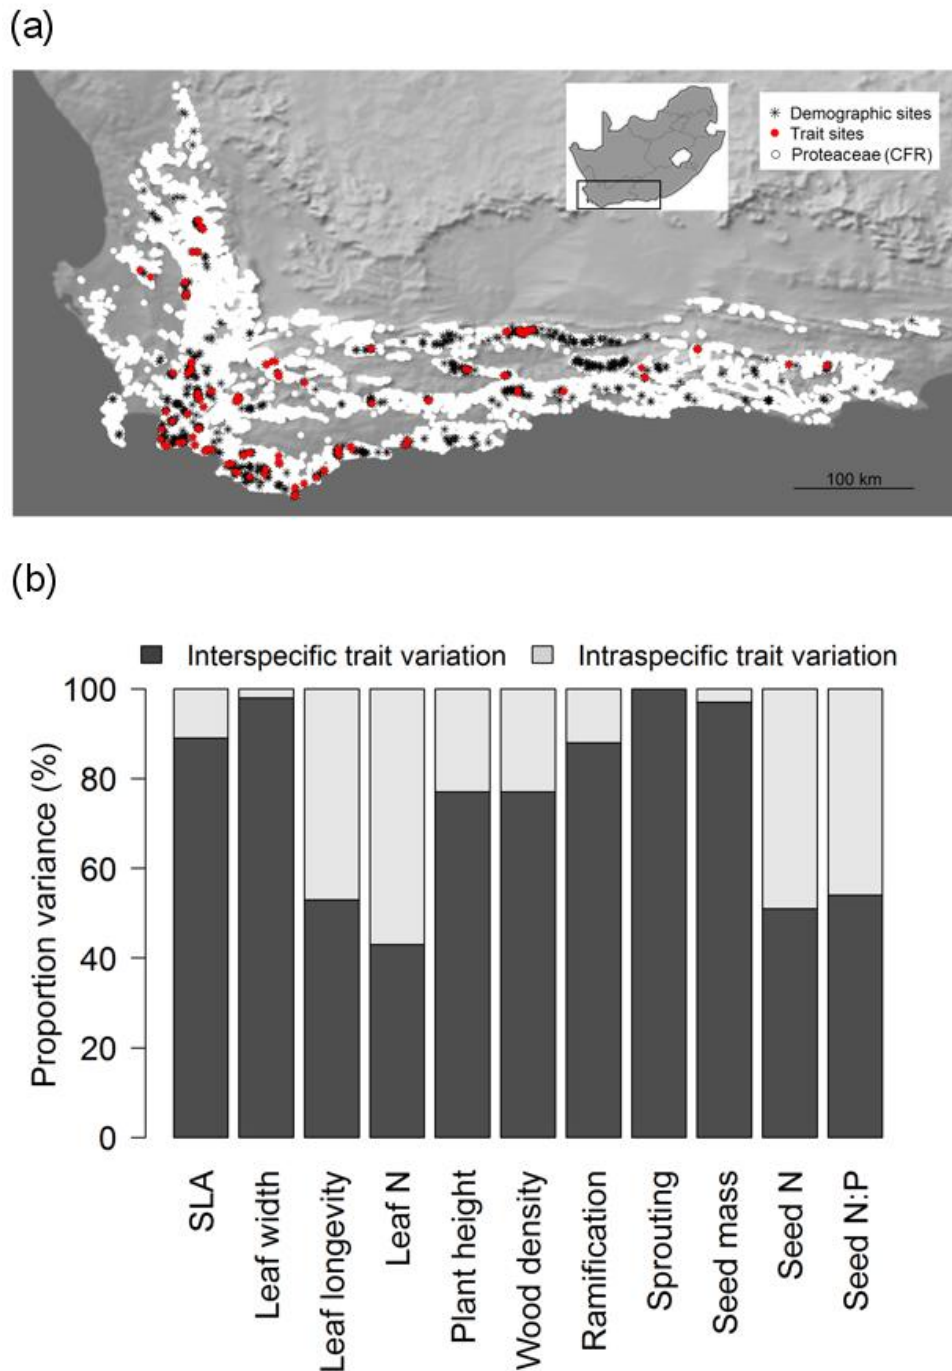 (a)
Demographic sites
Trait sites
Proteaceae (CFR)
100 km
(b)
Interspecific trait variation
Intraspecific trait variation
Proportion variance (%)
100
80
60
40
20
0
SLA
Leaf width
Leaf longevity
Leaf N
Plant height
Wood density
Ramification
Sprouting
Seed mass
Seed N
Seed N:P